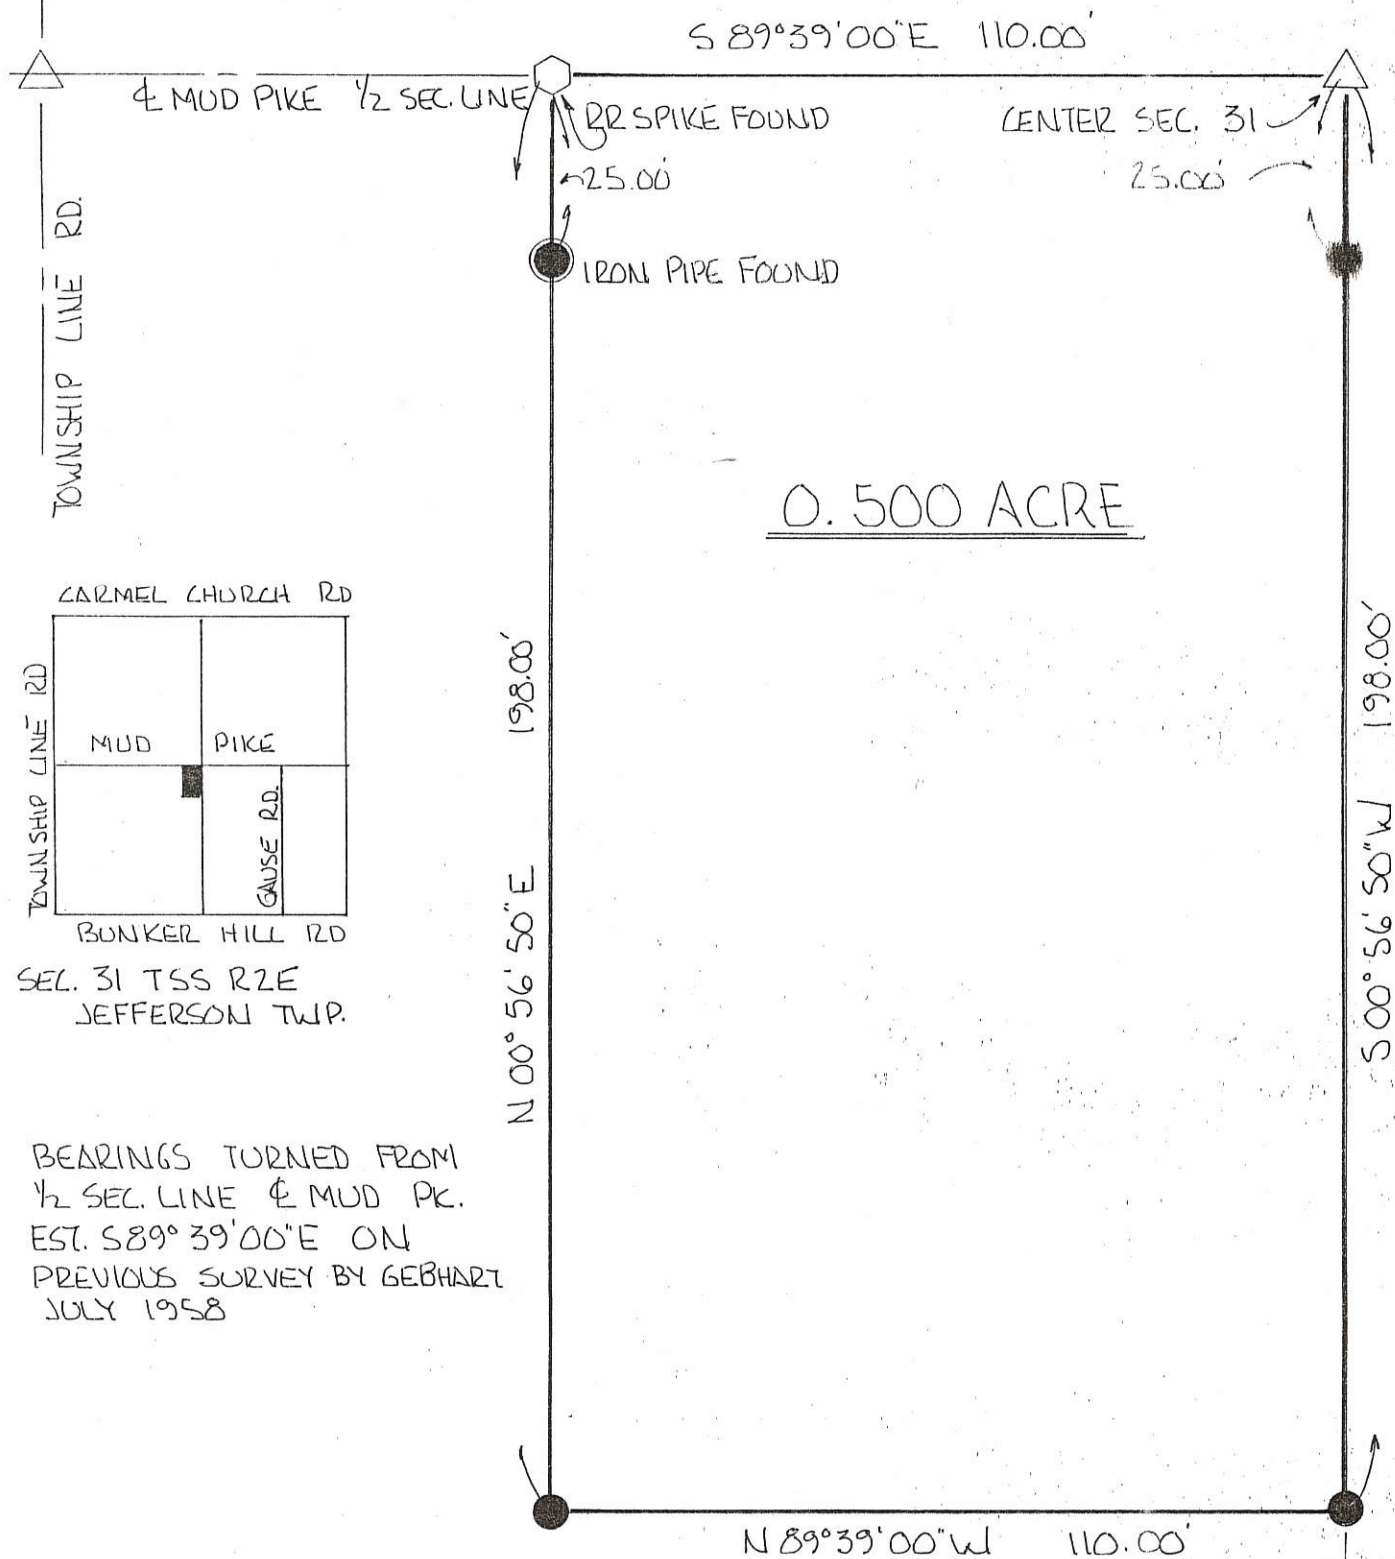 S 89°39'00"E 110.00'
℄ MUD PIKE 1/2 SEC. LINE
RR SPIKE FOUND
CENTER SEC. 31
25.00'
25.00'
IRON PIPE FOUND
TOWNSHIP LINE RD.
0.500 ACRE
CARMEL CHURCH RD
TOWNSHIP LINE RD
MUD PIKE
GAUSE RD.
BUNKER HILL RD
SEC. 31 T5S R2E
JEFFERSON TWP.
N 00° 56' 50" E 198.00'
S 00° 56' 50" W 198.00'
BEARINGS TURNED FROM
1/2 SEC. LINE ℄ MUD PK.
EST. S89° 39'00"E ON
PREVIOUS SURVEY BY GEBHART
JULY 1958
N 89°39'00"W 110.00'